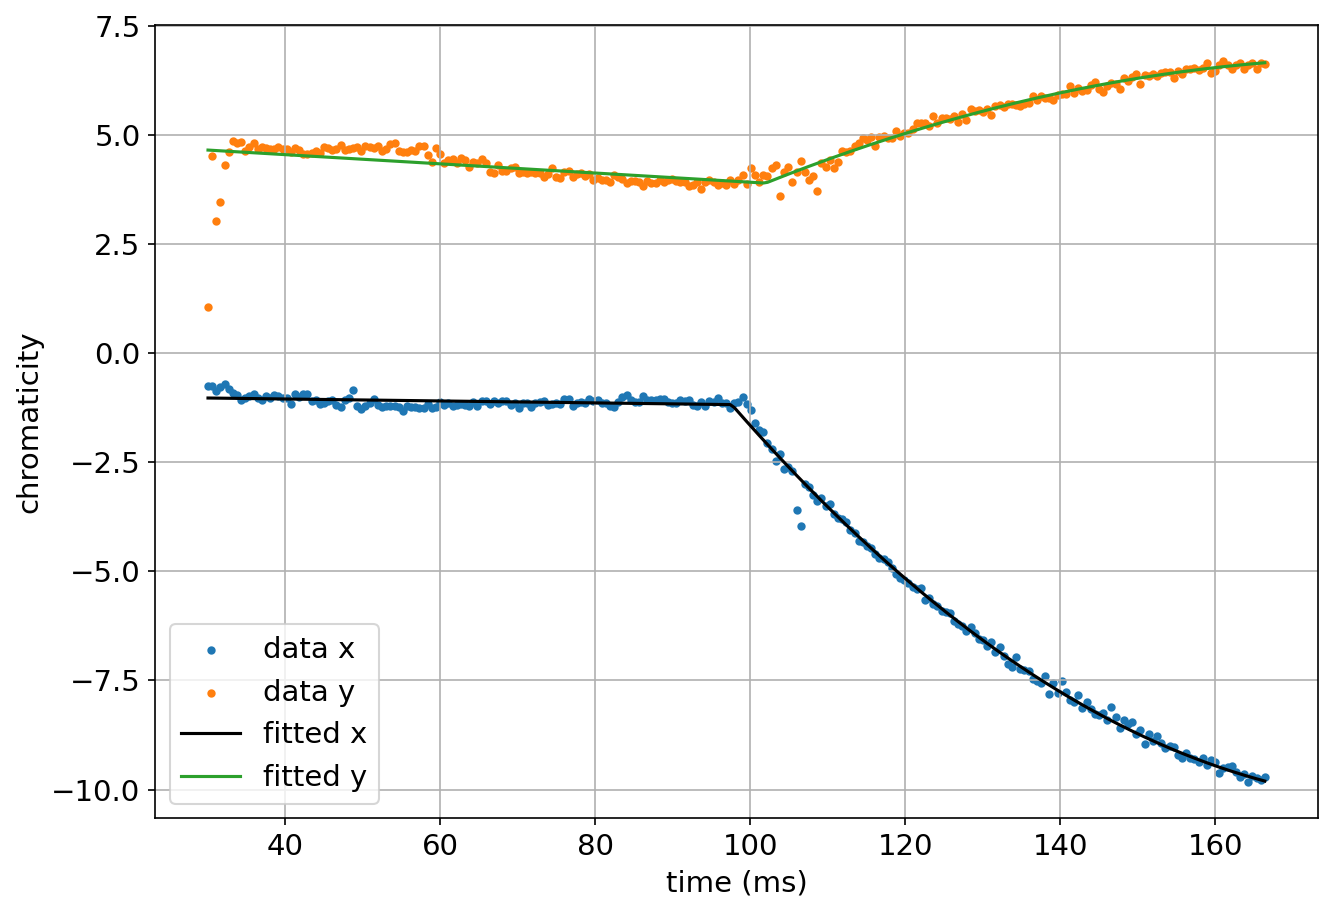 7.5
5.0
2.5
0.0
−2.5
−5.0
−7.5
−10.0
chromaticity
data x
data y
fitted x
fitted y
40 60 80 100 120 140 160
time (ms)